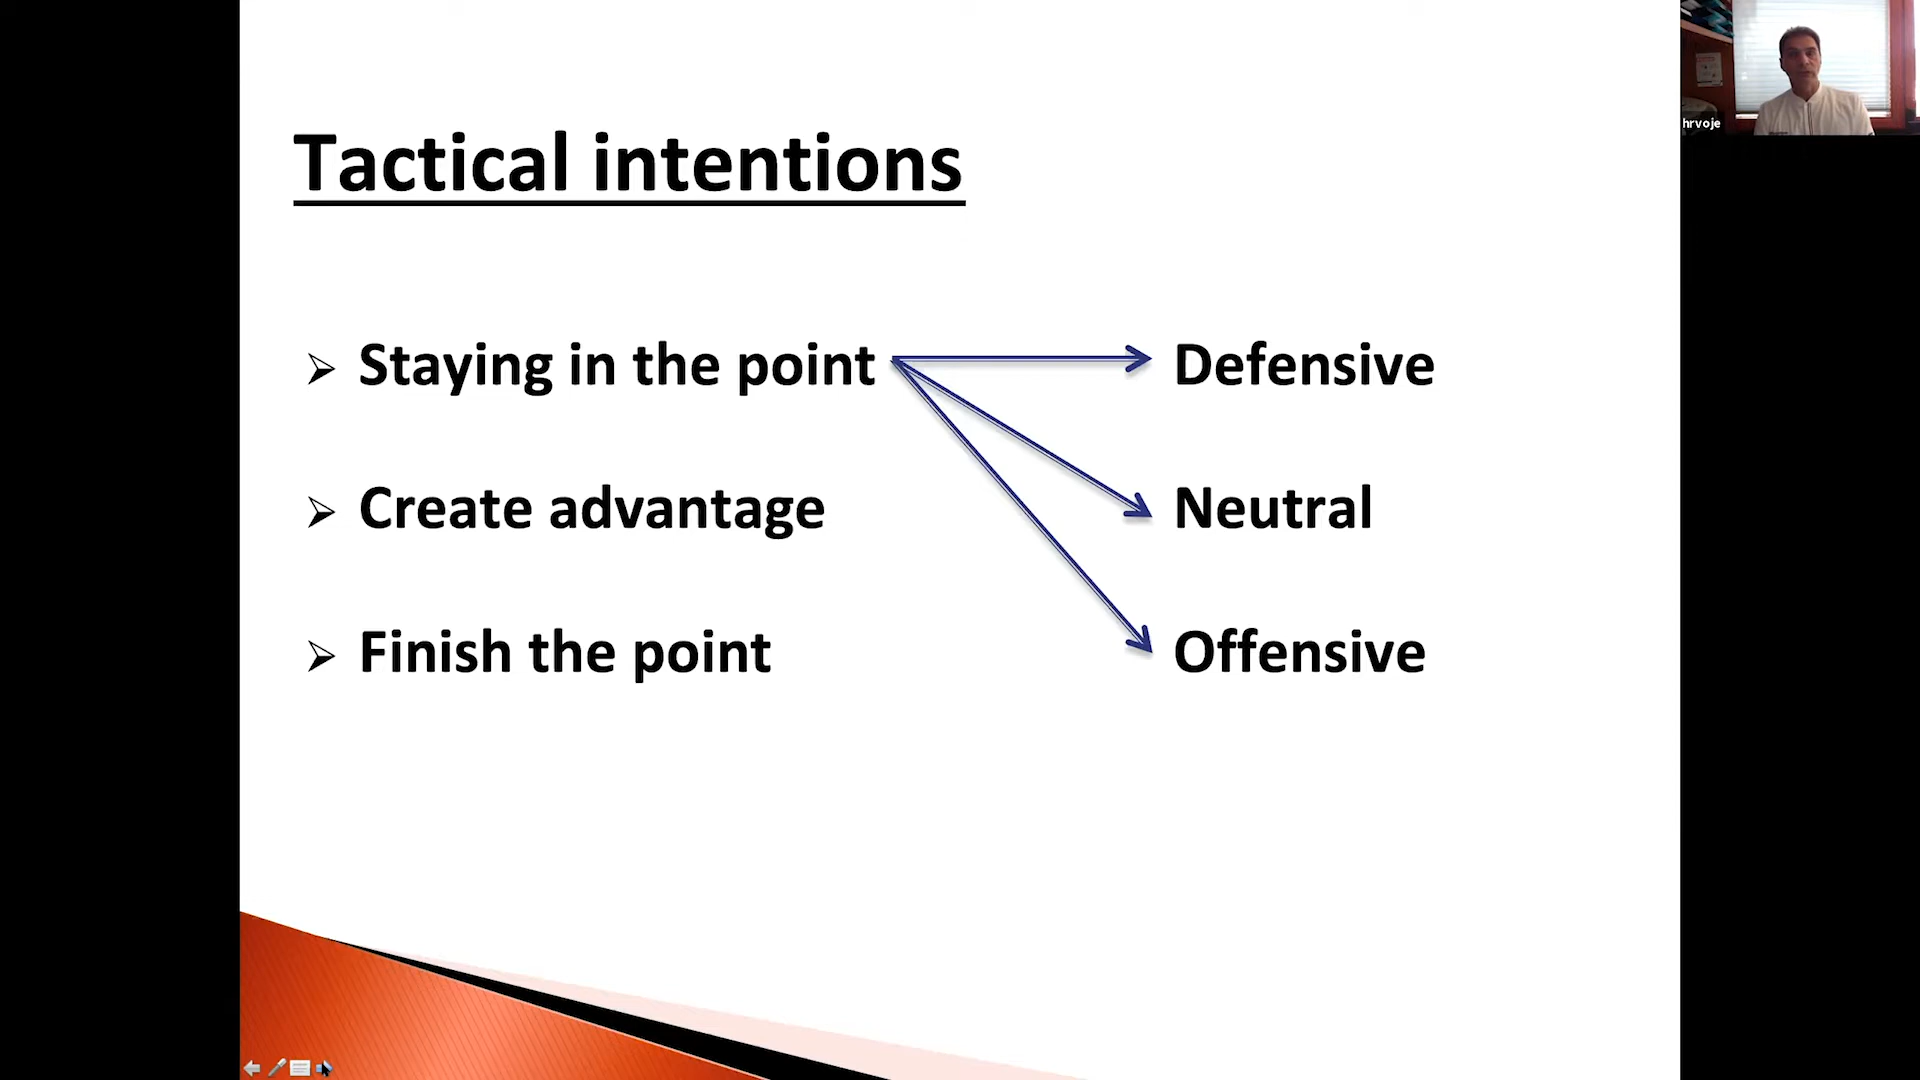 Tactical intentions
Staying in the point
Defensive
Create advantage
Neutral
Finish the point
Offensive
hrvoje